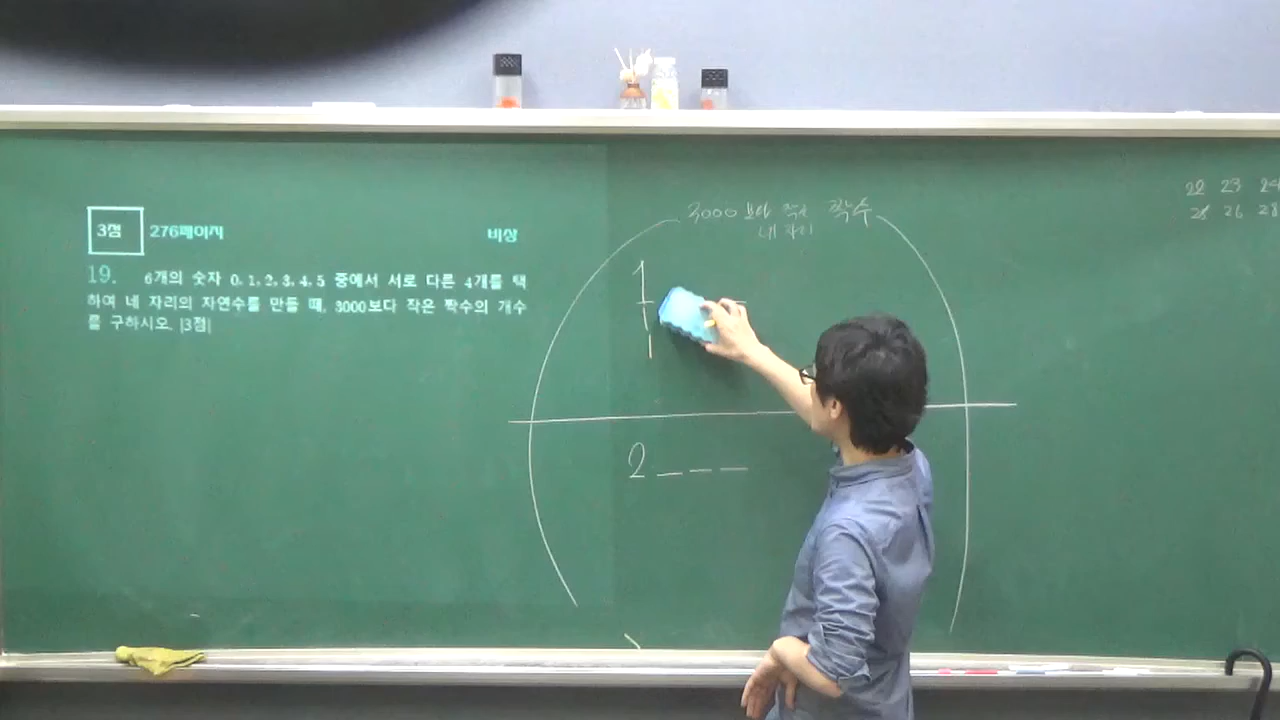 3점 276페이지 비상
19. 6개의 숫자 0, 1, 2, 3, 4, 5 중에서 서로 다른 4개를 택
하여 네 자리의 자연수를 만들 때, 3000보다 작은 짝수의 개수
를 구하시오. [3점]
3000보다 작은 짝수
네 자리
1
2 _ _ _
22 23 24
25 26 28